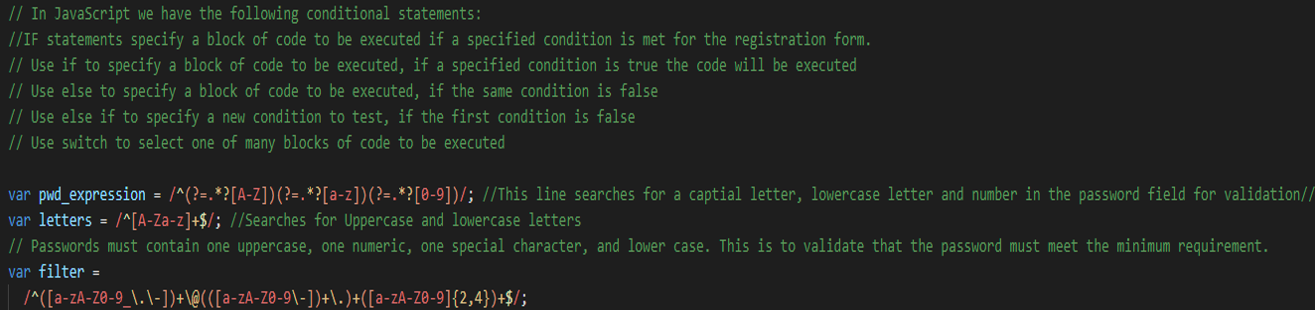 // In JavaScript we have the following conditional statements:
//IF statements specify a block of code to be executed if a specified condition is met for the registration form.
// Use if to specify a block of code to be executed, if a specified condition is true the code will be executed
// Use else to specify a block of code to be executed, if the same condition is false
// Use else if to specify a new condition to test, if the first condition is false
// Use switch to select one of many blocks of code to be executed
var pwd_expression = /^(?=.*?[A-Z])(?=.*?[a-z])(?=.*?[0-9])/; //This line searches for a captial letter, lowercase letter and number in the password field for validation//
var letters = /^[A-Za-z]+$/; //Searches for Uppercase and lowercase letters
// Passwords must contain one uppercase, one numeric, one special character, and lower case. This is to validate that the password must meet the minimum requirement.
var filter =
/^([a-zA-Z0-9_\.\-])+\@(([a-zA-Z0-9\-])+\.)+([a-zA-Z0-9]{2,4})+$/;